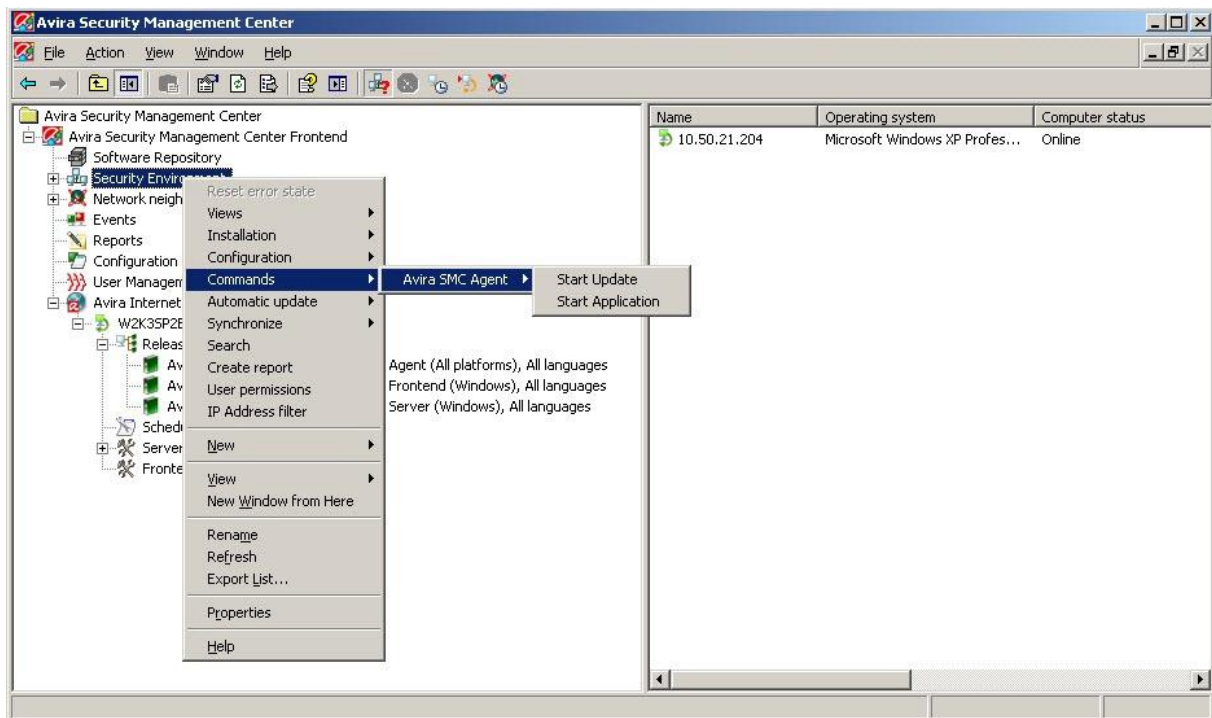 Avira Security Management Center
File Action View Window Help
Avira Security Management Center
Avira Security Management Center Frontend
Software Repository
Security Environment
Network neigh
Events
Reports
Configuration
User Managem
Avira Internet
W2K3SP2E
Releas
Av Agent (All platforms), All languages
Av Frontend (Windows), All languages
Av Server (Windows), All languages
Schedu
Server
Fronte
Reset error state
Views
Installation
Configuration
Commands
Automatic update
Synchronize
Search
Create report
User permissions
IP Address filter
New
View
New Window from Here
Rename
Refresh
Export List...
Properties
Help
Avira SMC Agent
Start Update
Start Application
Name Operating system Computer status
10.50.21.204 Microsoft Windows XP Profes... Online